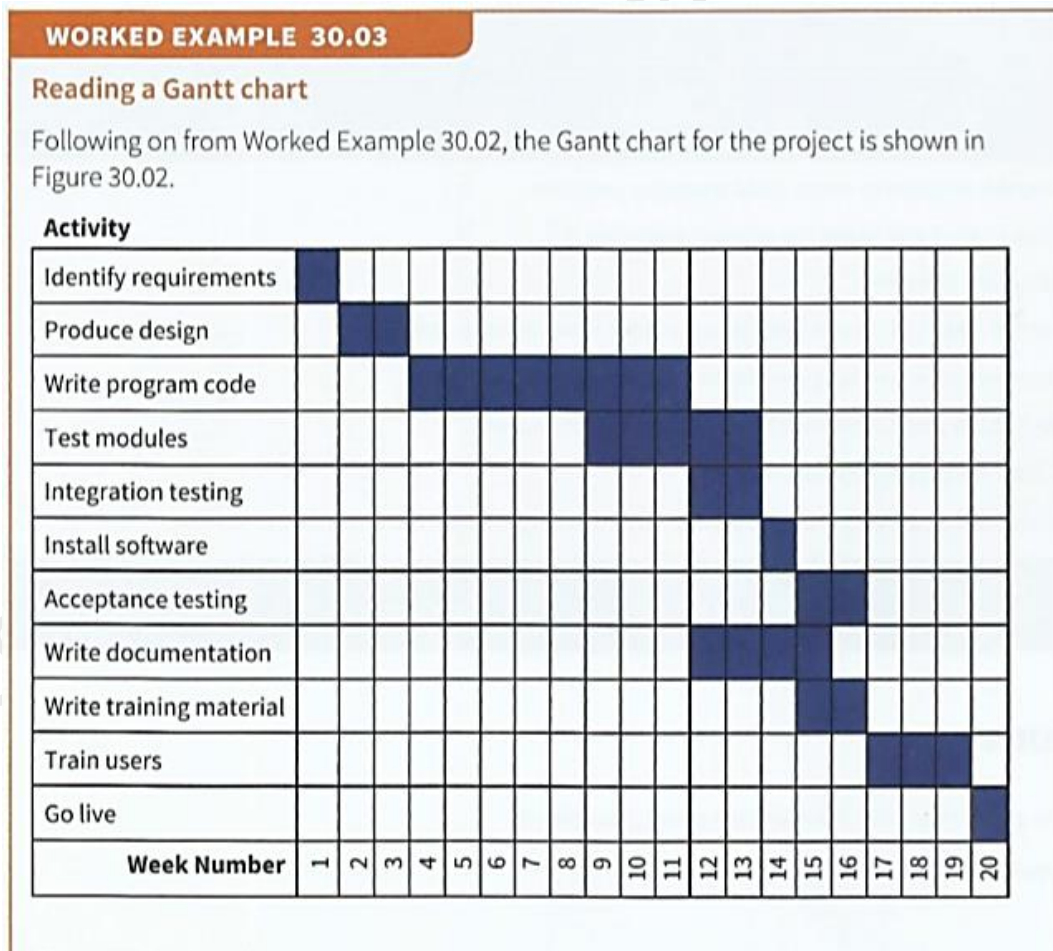 WORKED EXAMPLE 30.03
Reading a Gantt chart
Following on from Worked Example 30.02, the Gantt chart for the project is shown in
Figure 30.02.
Activity
Identify requirements
Produce design
Write program code
Test modules
Integration testing
Install software
Acceptance testing
Write documentation
Write training material
Train users
Go live
Week Number 1 2 3 4 5 6 7 8 9 10 11 12 13 14 15 16 17 18 19 20